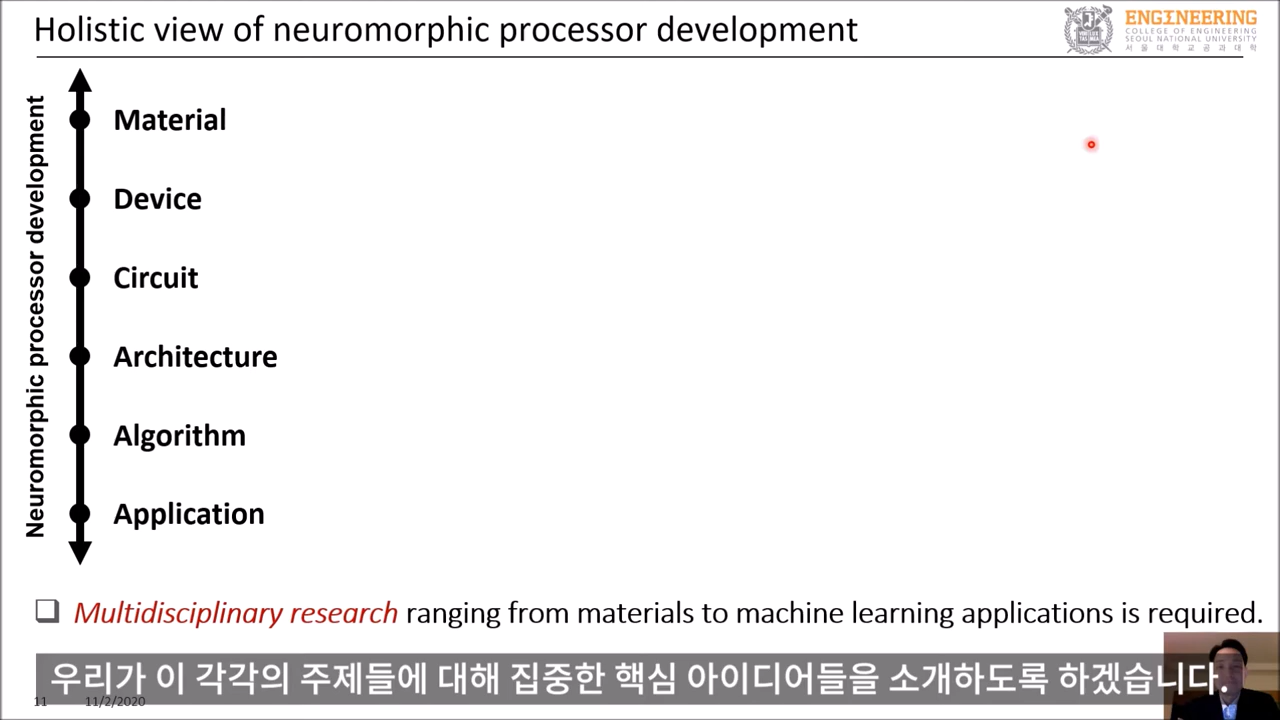 Holistic view of neuromorphic processor development
ENGINEERING
COLLEGE OF ENGINEERING
SEOUL NATIONAL UNIVERSITY
서울대학교공과대학
Neuromorphic processor development
Material
Device
Circuit
Architecture
Algorithm
Application
Multidisciplinary research ranging from materials to machine learning applications is required.
우리가 이 각각의 주제들에 대해 집중한 핵심 아이디어들을 소개하도록 하겠습니다.
11 11/2/2020